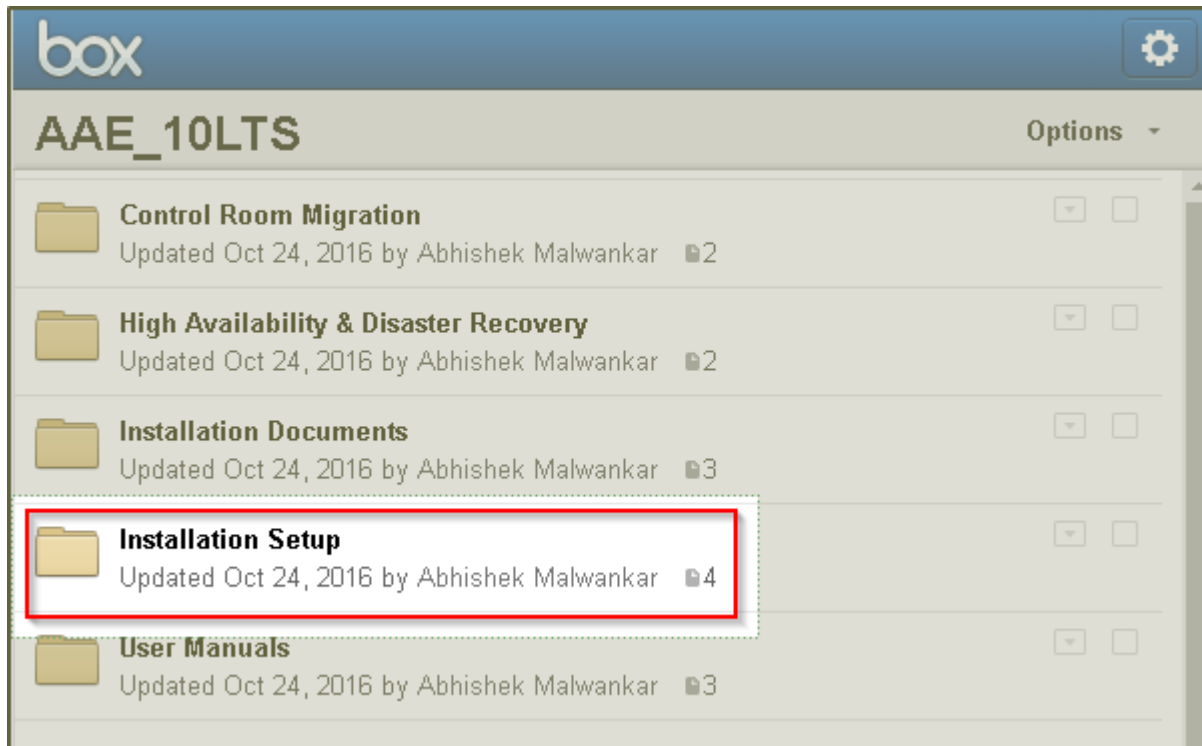 box
AAE_10LTS
Options
Control Room Migration
Updated Oct 24, 2016 by Abhishek Malwankar 2
High Availability & Disaster Recovery
Updated Oct 24, 2016 by Abhishek Malwankar 2
Installation Documents
Updated Oct 24, 2016 by Abhishek Malwankar 3
Installation Setup
Updated Oct 24, 2016 by Abhishek Malwankar 4
User Manuals
Updated Oct 24, 2016 by Abhishek Malwankar 3